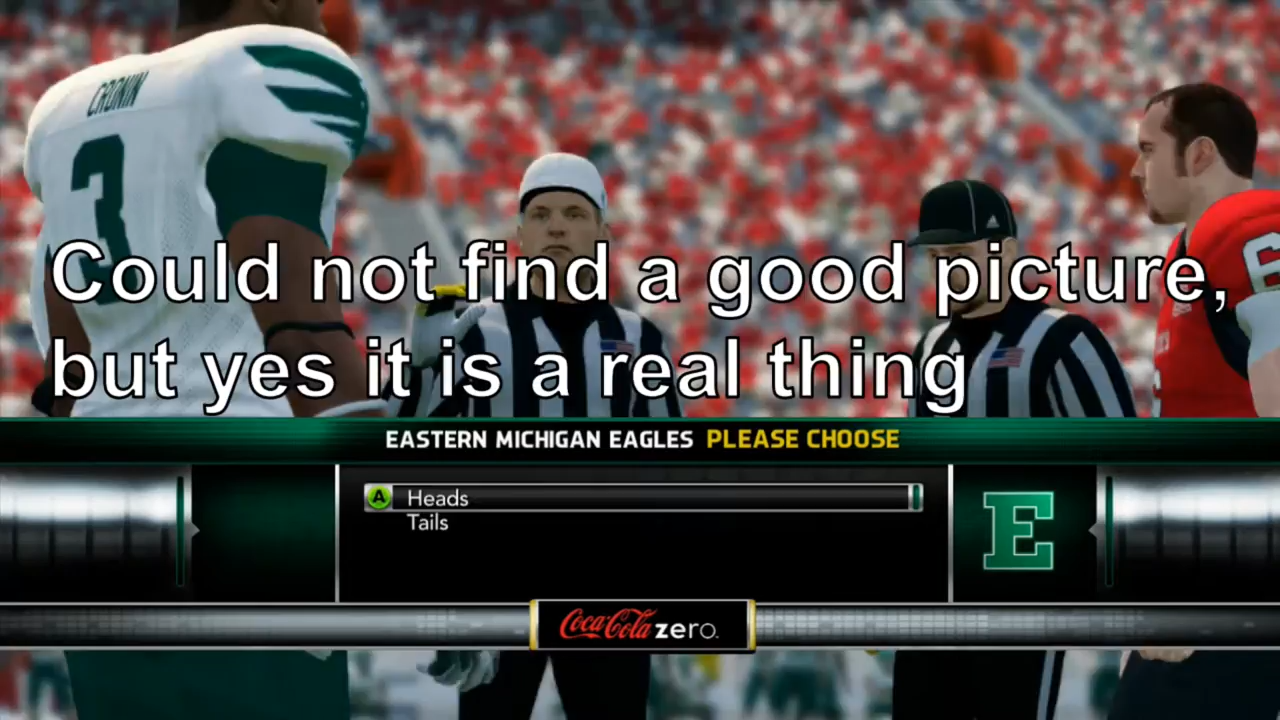 CRONIN
3
6
Could not find a good picture,
but yes it is a real thing
EASTERN MICHIGAN EAGLES PLEASE CHOOSE
A Heads
Tails
E
Coca-Cola zero